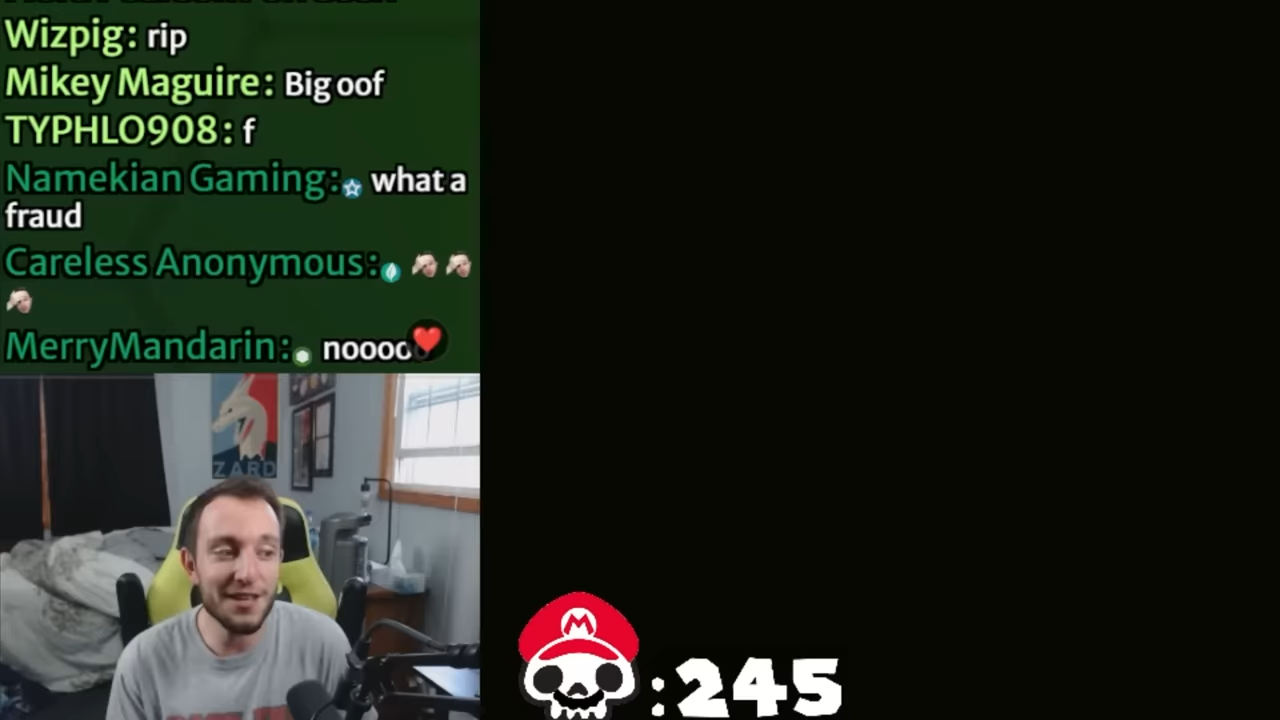 Wizpig: rip
Mikey Maguire: Big oof
TYPHLO908: f
Namekian Gaming: what a
fraud
Careless Anonymous:
MerryMandarin: noooo
ZARD
M
:245